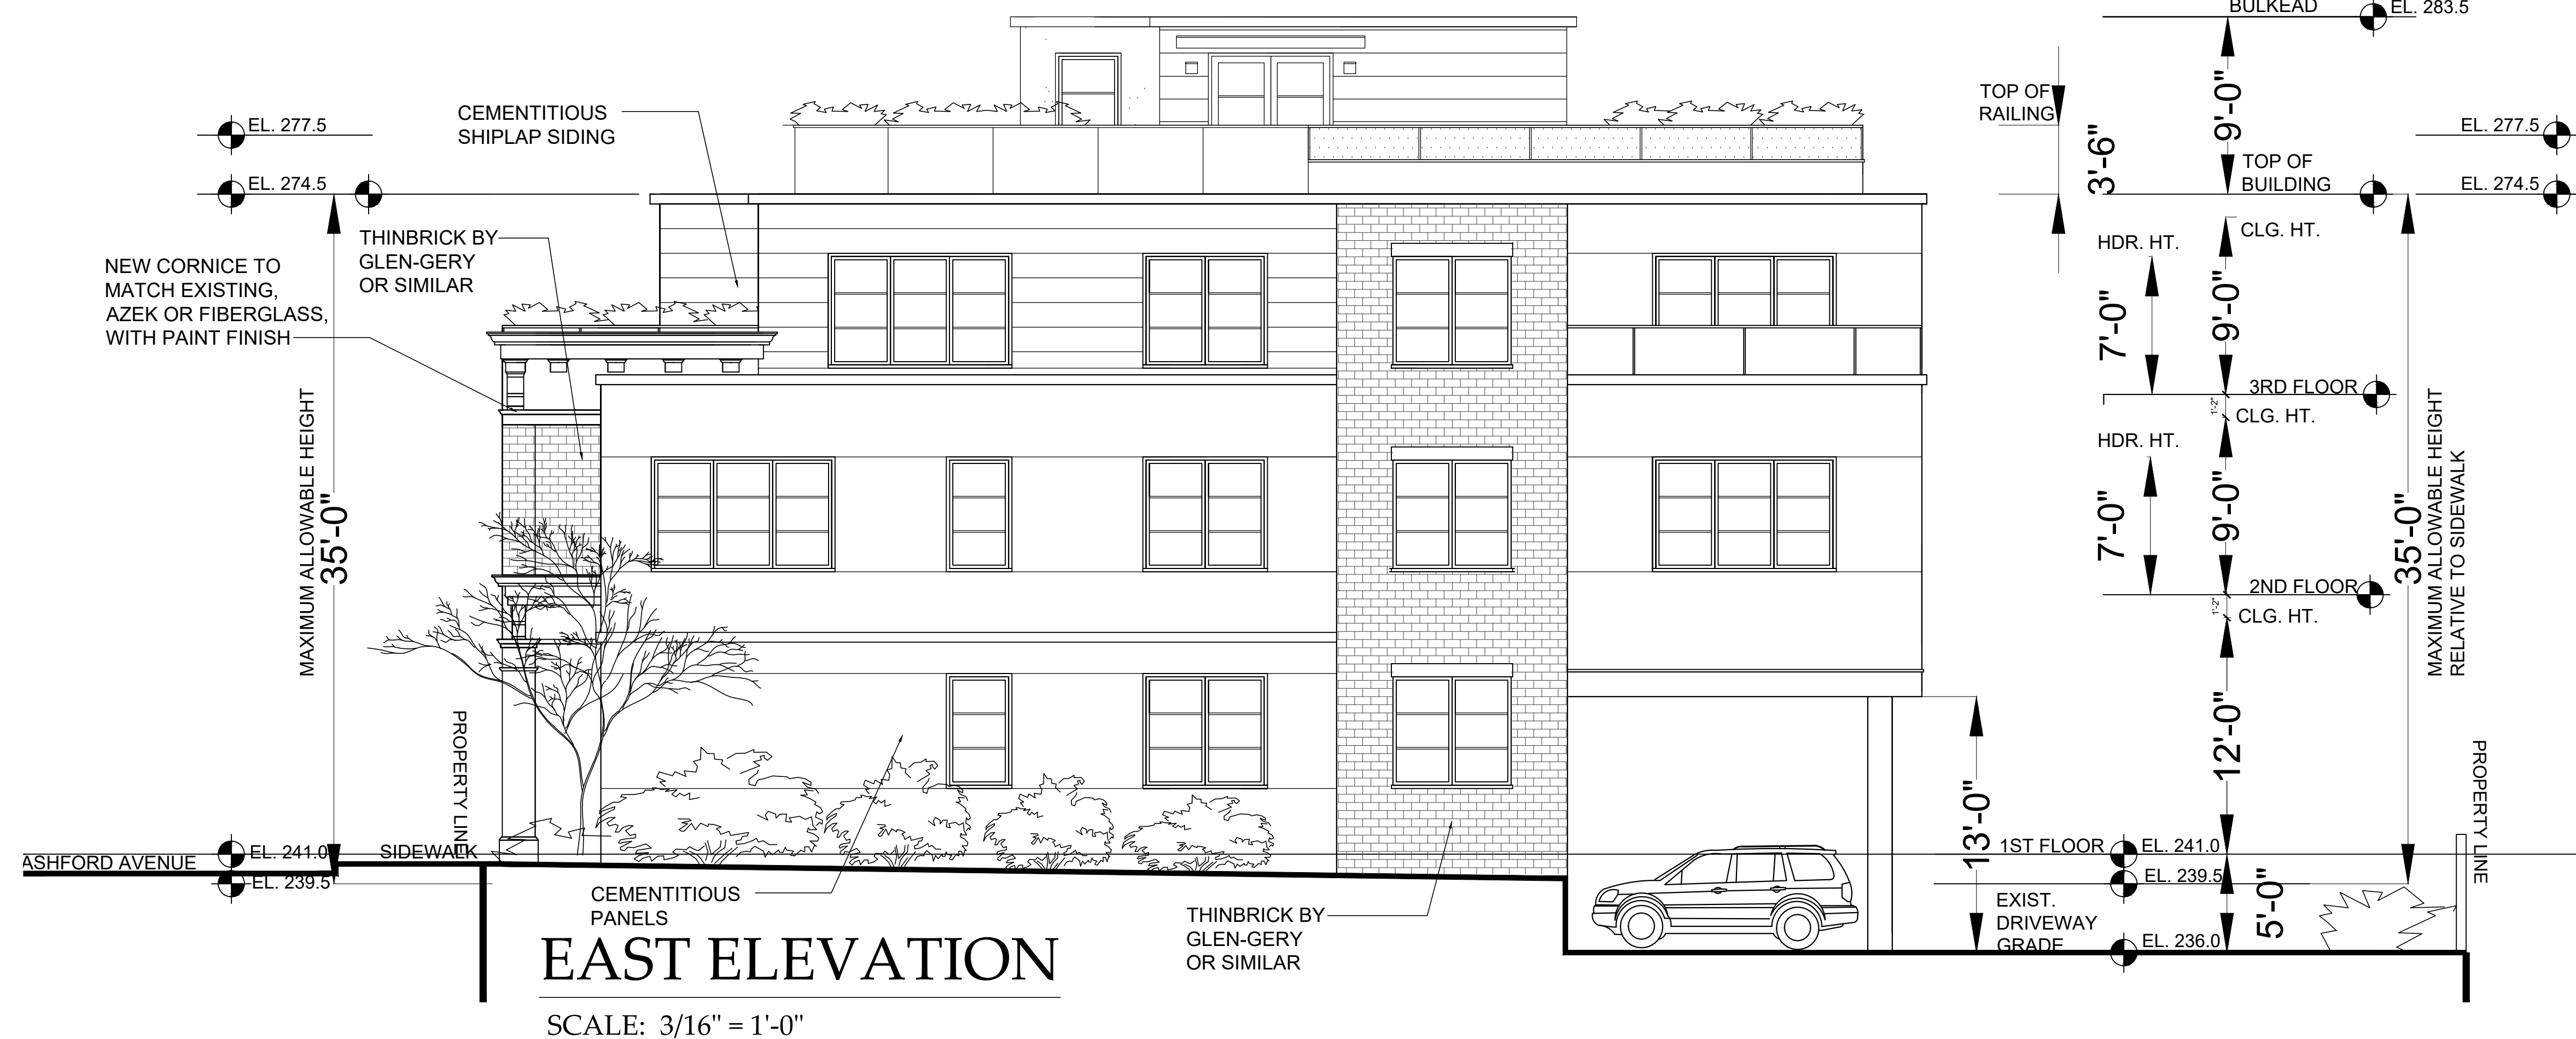 BULKEAD
EL. 283.5
TOP OF
RAILING
9'-0"
3'-6"
EL. 277.5
CEMENTITIOUS
SHIPLAP SIDING
EL. 277.5
EL. 274.5
TOP OF
BUILDING
EL. 274.5
THINBRICK BY
GLEN-GERY
OR SIMILAR
NEW CORNICE TO
MATCH EXISTING,
AZEK OR FIBERGLASS,
WITH PAINT FINISH
CLG. HT.
HDR. HT.
7'-0"
9'-0"
3RD FLOOR
1'-2"
CLG. HT.
HDR. HT.
7'-0"
9'-0"
2ND FLOOR
1'-2"
CLG. HT.
MAXIMUM ALLOWABLE HEIGHT
35'-0"
35'-0"
MAXIMUM ALLOWABLE HEIGHT
RELATIVE TO SIDEWALK
PROPERTY LINE
12'-0"
13'-0"
PROPERTY LINE
ASHFORD AVENUE
EL. 241.0
SIDEWALK
EL. 239.5'
1ST FLOOR
EL. 241.0
EL. 239.5
EXIST.
DRIVEWAY
GRADE
EL. 236.0
5'-0"
CEMENTITIOUS
PANELS
THINBRICK BY
GLEN-GERY
OR SIMILAR
EAST ELEVATION
SCALE: 3/16" = 1'-0"